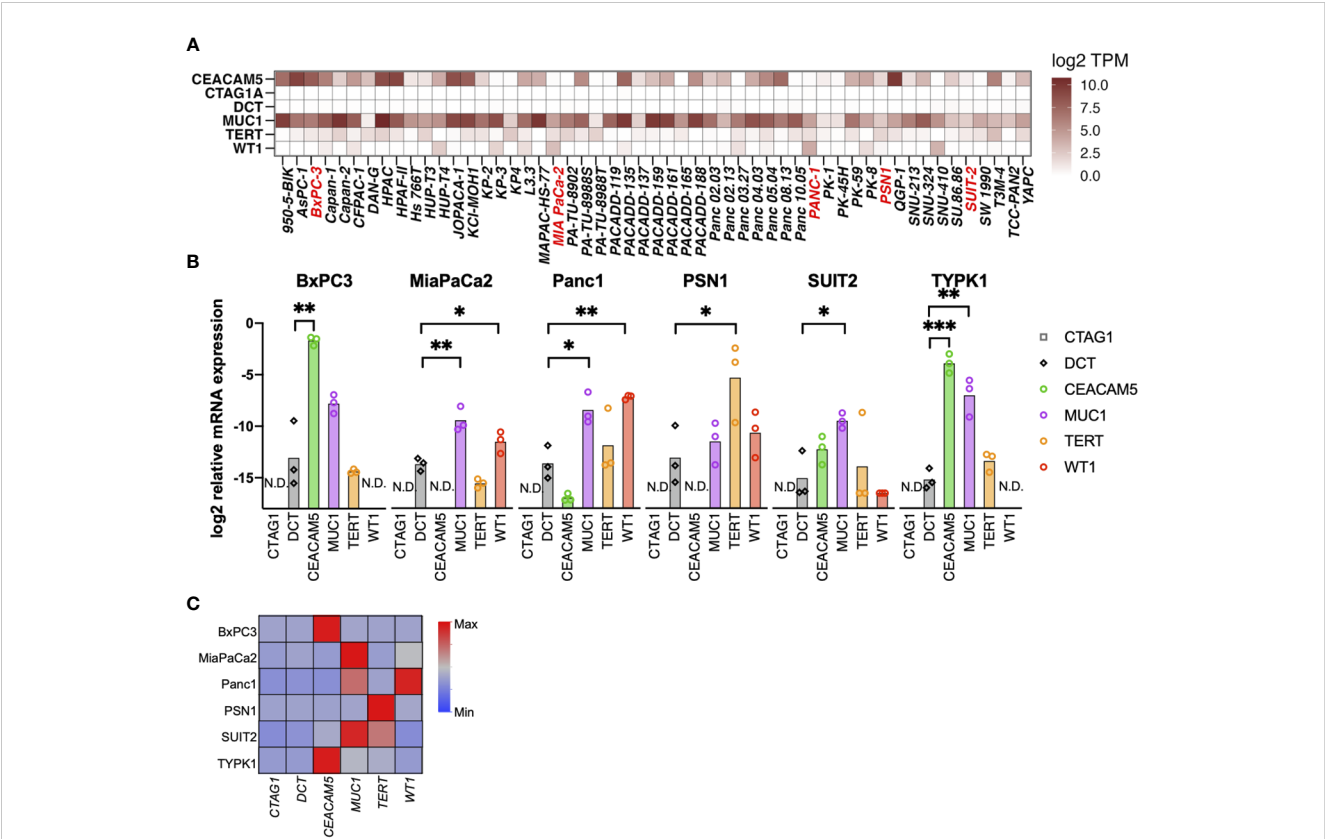 A
log2 TPM
CEACAM5
CTAG1A
DCT
MUC1
TERT
WT1
10.0
7.5
5.0
2.5
0.0
950-5-BIK
AsPC-1
BxPC-3
Capan-1
Capan-2
CFPAC-1
DAN-G
HPAC
HPAF-II
Hs 766T
HUP-T3
HUP-T4
JOPACA-1
KCI-MOH1
KP-2
KP-3
KP4
L3.3
MAPAC-HS-77
MIA PaCa-2
PA-TU-8902
PA-TU-8988S
PA-TU-8988T
PACADD-119
PACADD-135
PACADD-137
PACADD-159
PACADD-161
PACADD-165
PACADD-188
Panc 02.03
Panc 02.13
Panc 03.27
Panc 04.03
Panc 05.04
Panc 08.13
Panc 10.05
PANC-1
PK-1
PK-45H
PK-59
PK-8
PSN1
QGP-1
SNU-213
SNU-324
SNU-410
SU.86.86
SUIT-2
SW 1990
T3M-4
TCC-PAN2
YAPC
B
BxPC3 MiaPaCa2 Panc1 PSN1 SUIT2 TYPK1
log2 relative mRNA expression
0
-5
-10
-15
** * ** ** * * * ** ***
N.D. N.D. N.D. N.D. N.D. N.D. N.D. N.D. N.D. N.D.
CTAG1 DCT CEACAM5 MUC1 TERT WT1
CTAG1 DCT CEACAM5 MUC1 TERT WT1
CTAG1 DCT CEACAM5 MUC1 TERT WT1
CTAG1 DCT CEACAM5 MUC1 TERT WT1
CTAG1 DCT CEACAM5 MUC1 TERT WT1
CTAG1 DCT CEACAM5 MUC1 TERT WT1
CTAG1
DCT
CEACAM5
MUC1
TERT
WT1
C
BxPC3
MiaPaCa2
Panc1
PSN1
SUIT2
TYPK1
CTAG1 DCT CEACAM5 MUC1 TERT WT1
Max
Min